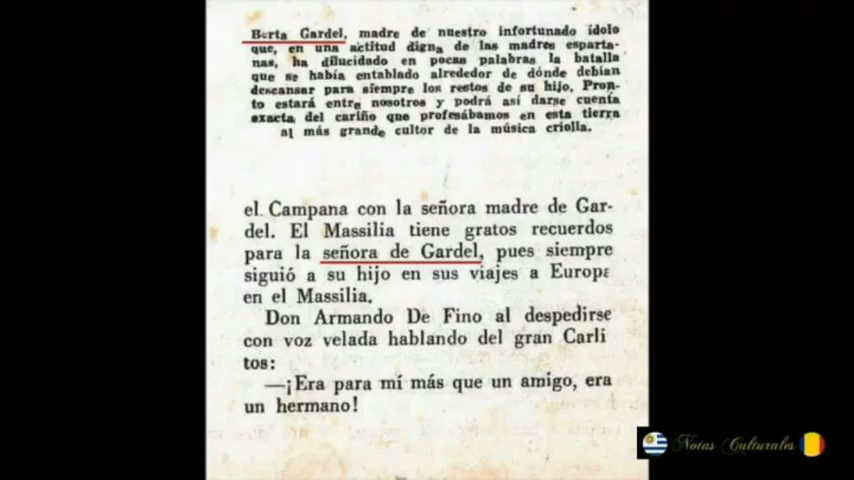 Berta Gardel, madre de nuestro infortunado ídolo
que, en una actitud digna de las madres esparta-
nas, ha dilucidado en pocas palabras la batalla
que se había entablado alrededor de dónde debían
descansar para siempre los restos de su hijo. Pron-
to estará entre nosotros y podrá así darse cuenta
exacta del cariño que profesábamos en esta tierra
al más grande cultor de la música criolla.
el Campana con la señora madre de Gar-
del. El Massilia tiene gratos recuerdos
para la señora de Gardel, pues siempre
siguió a su hijo en sus viajes a Europa
en el Massilia.
Don Armando De Fino al despedirse
con voz velada hablando del gran Carli
tos:
—¡Era para mí más que un amigo, era
un hermano!
Notas Culturales